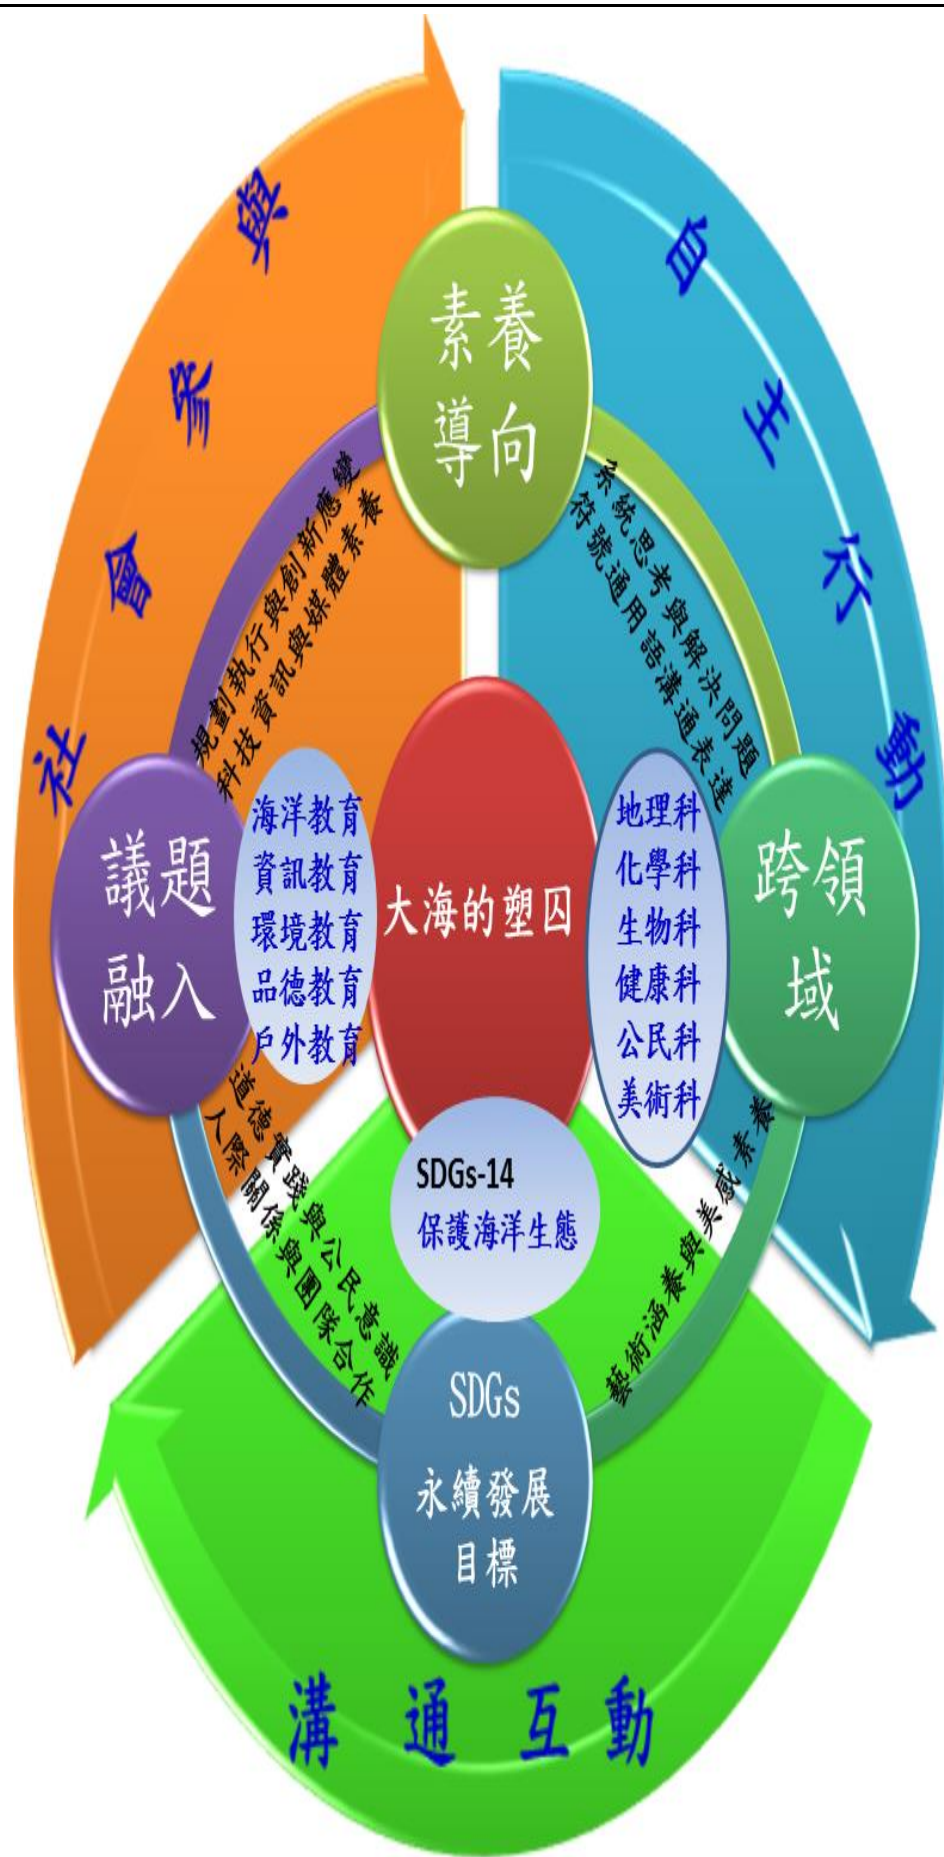 社會參與
自主行動
素養
導向
規劃執行與創新應變
科技資訊與媒體素養
系統思考與解決問題
符號通用語溝通表達
議題
融入
海洋教育
資訊教育
環境教育
品德教育
戶外教育
大海的塑囚
地理科
化學科
生物科
健康科
公民科
美術科
跨領
域
道德實踐與公民意識
人際關係與團隊合作
SDGs-14
保護海洋生態
藝術涵養與美感素養
SDGs
永續發展
目標
溝通互動